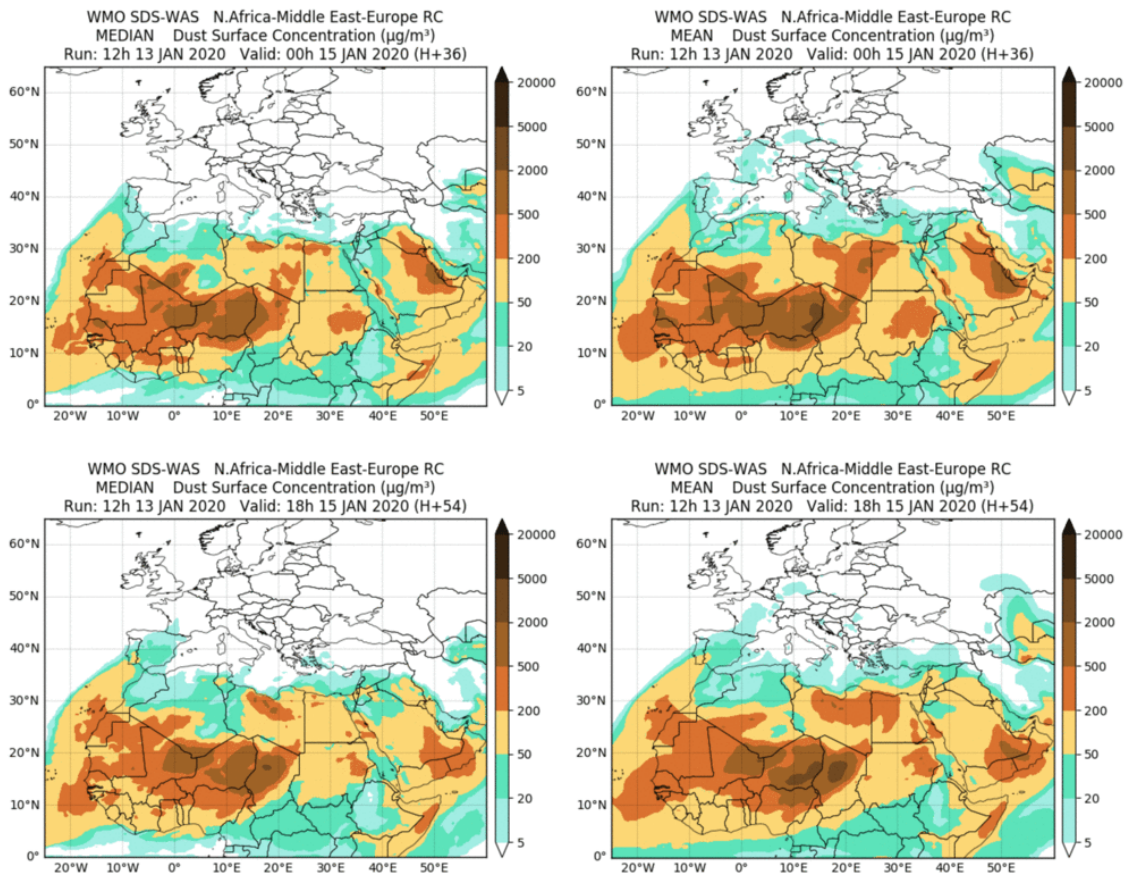 WMO SDS-WAS N.Africa-Middle East-Europe RC
MEDIAN Dust Surface Concentration (µg/m³)
Run: 12h 13 JAN 2020 Valid: 00h 15 JAN 2020 (H+36)
60°N
50°N
40°N
30°N
20°N
10°N
0°
20°W 10°W 0° 10°E 20°E 30°E 40°E 50°E
20000
5000
2000
500
200
50
20
5
WMO SDS-WAS N.Africa-Middle East-Europe RC
MEAN Dust Surface Concentration (µg/m³)
Run: 12h 13 JAN 2020 Valid: 00h 15 JAN 2020 (H+36)
60°N
50°N
40°N
30°N
20°N
10°N
0°
20°W 10°W 0° 10°E 20°E 30°E 40°E 50°E
20000
5000
2000
500
200
50
20
5
WMO SDS-WAS N.Africa-Middle East-Europe RC
MEDIAN Dust Surface Concentration (µg/m³)
Run: 12h 13 JAN 2020 Valid: 18h 15 JAN 2020 (H+54)
60°N
50°N
40°N
30°N
20°N
10°N
0°
20°W 10°W 0° 10°E 20°E 30°E 40°E 50°E
20000
5000
2000
500
200
50
20
5
WMO SDS-WAS N.Africa-Middle East-Europe RC
MEAN Dust Surface Concentration (µg/m³)
Run: 12h 13 JAN 2020 Valid: 18h 15 JAN 2020 (H+54)
60°N
50°N
40°N
30°N
20°N
10°N
0°
20°W 10°W 0° 10°E 20°E 30°E 40°E 50°E
20000
5000
2000
500
200
50
20
5